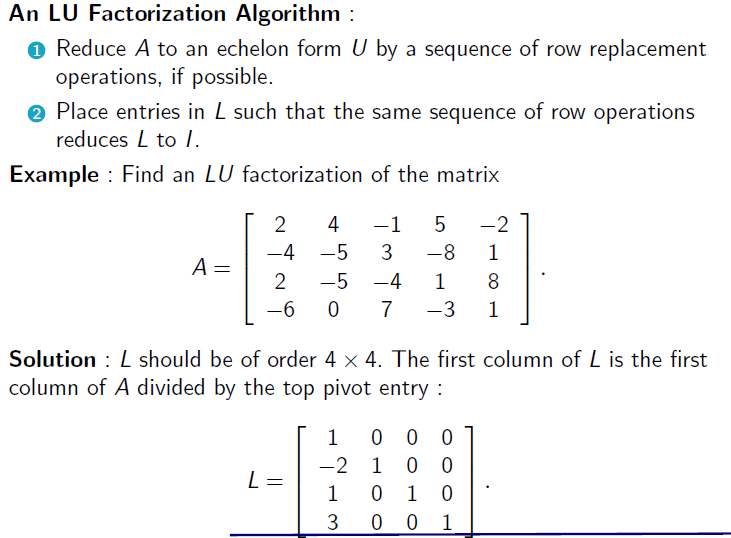 An LU Factorization Algorithm :
1 Reduce A to an echelon form U by a sequence of row replacement
operations, if possible.
2 Place entries in L such that the same sequence of row operations
reduces L to I.
Example : Find an LU factorization of the matrix
2 4 −1 5 −2
−4 −5 3 −8 1
A =
2 −5 −4 1 8
.
−6 0 7 −3 1
Solution : L should be of order 4 × 4. The first column of L is the first
column of A divided by the top pivot entry :
1 0 0 0
−2 1 0 0
L =
1 0 1 0
.
3 0 0 1